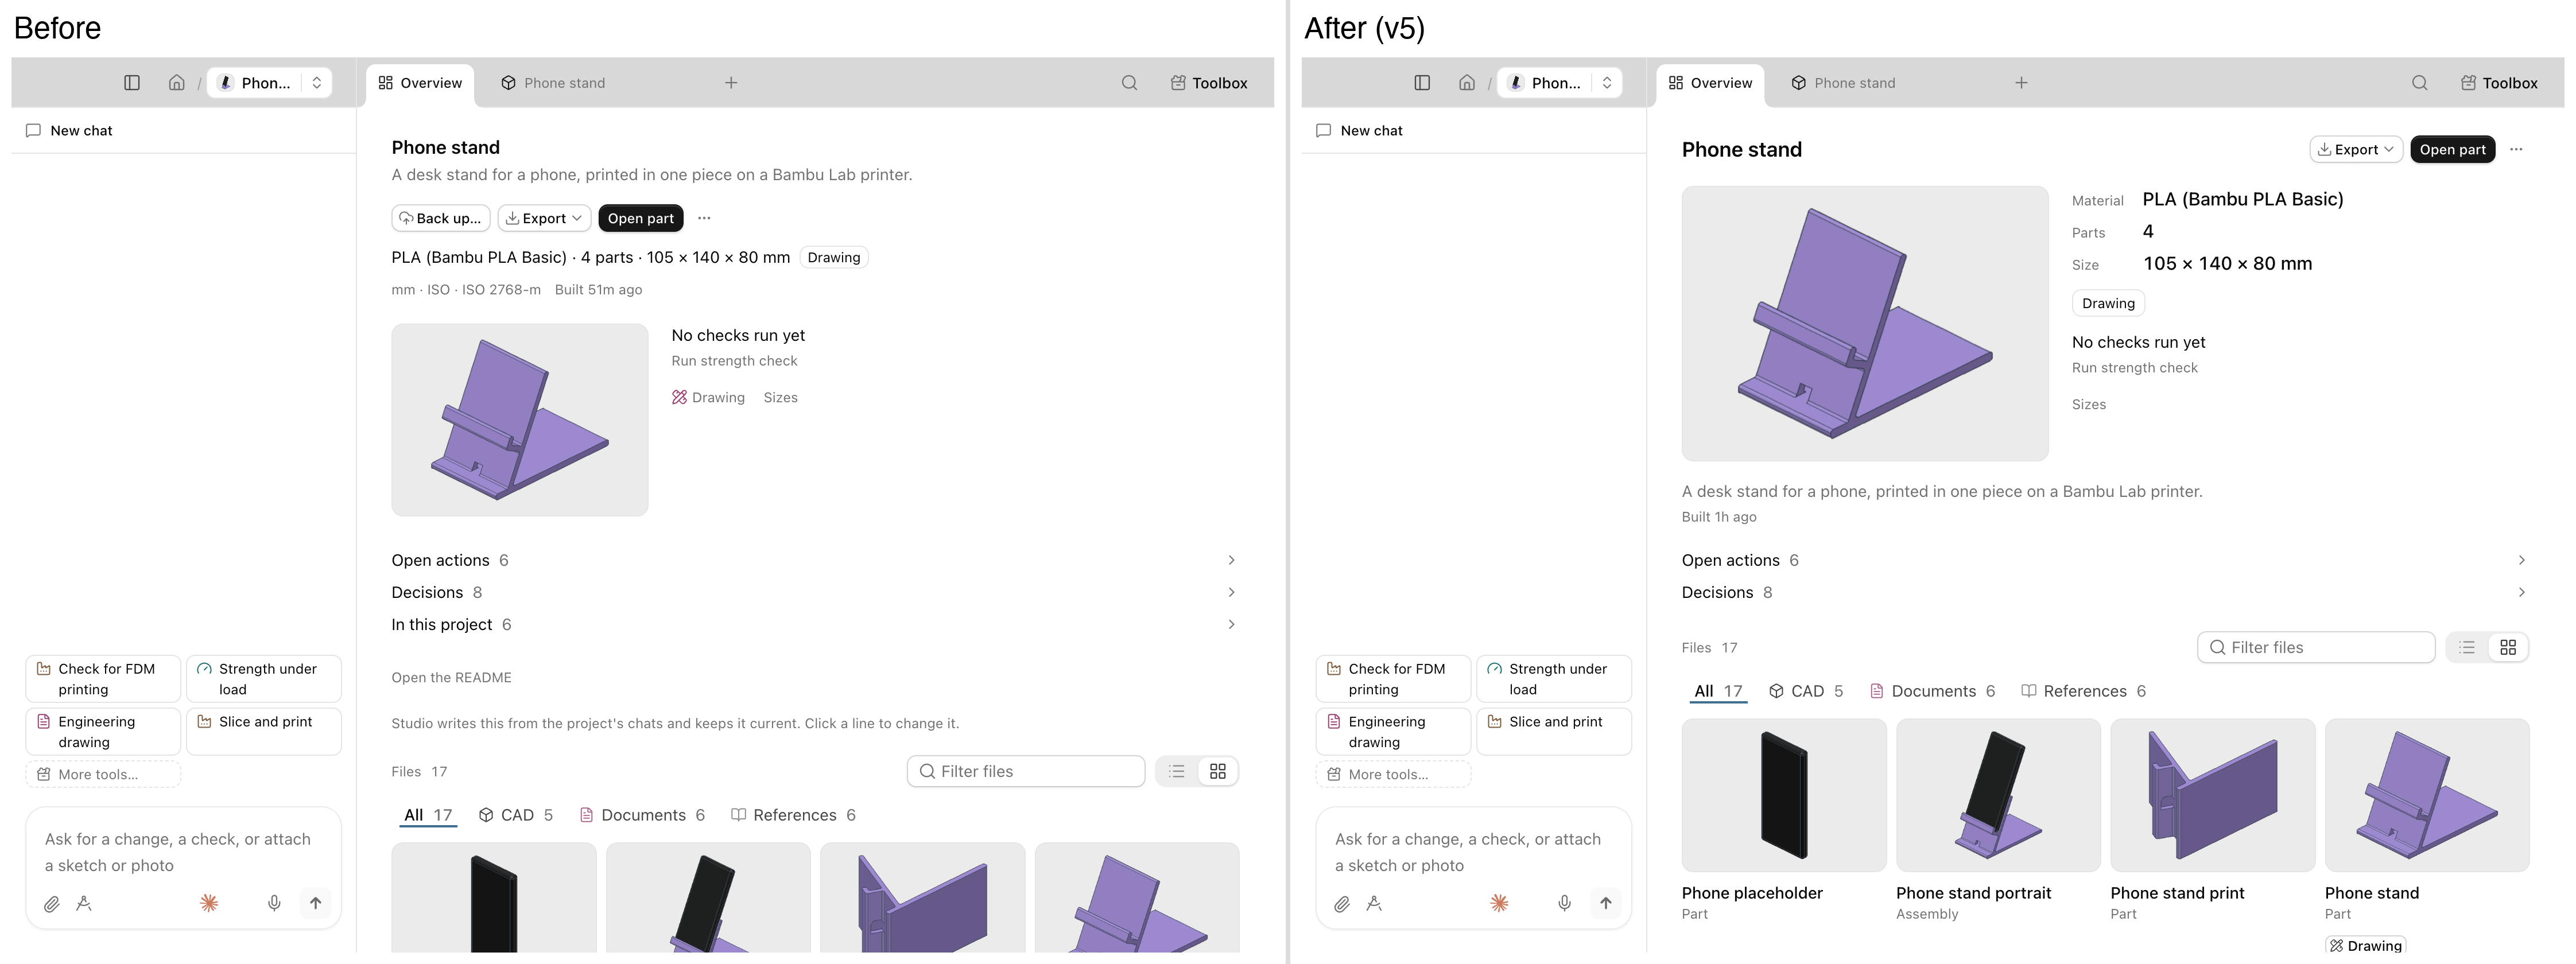 Before
Phon...
Overview
Phone stand
Toolbox
New chat
Phone stand
A desk stand for a phone, printed in one piece on a Bambu Lab printer.
Back up...
Export
Open part
PLA (Bambu PLA Basic) · 4 parts · 105 × 140 × 80 mm
Drawing
mm · ISO · ISO 2768-m Built 51m ago
No checks run yet
Run strength check
Drawing
Sizes
Open actions 6
Decisions 8
In this project 6
Open the README
Studio writes this from the project's chats and keeps it current. Click a line to change it.
Files 17
Filter files
All 17
CAD 5
Documents 6
References 6
Check for FDM
printing
Strength under
load
Engineering
drawing
Slice and print
More tools...
Ask for a change, a check, or attach
a sketch or photo
After (v5)
Phon...
Overview
Phone stand
Toolbox
New chat
Phone stand
Export
Open part
Material PLA (Bambu PLA Basic)
Parts 4
Size 105 × 140 × 80 mm
Drawing
No checks run yet
Run strength check
Sizes
A desk stand for a phone, printed in one piece on a Bambu Lab printer.
Built 1h ago
Open actions 6
Decisions 8
Files 17
Filter files
All 17
CAD 5
Documents 6
References 6
Phone placeholder
Part
Phone stand portrait
Assembly
Phone stand print
Part
Phone stand
Part
Drawing
Check for FDM
printing
Strength under
load
Engineering
drawing
Slice and print
More tools...
Ask for a change, a check, or attach
a sketch or photo